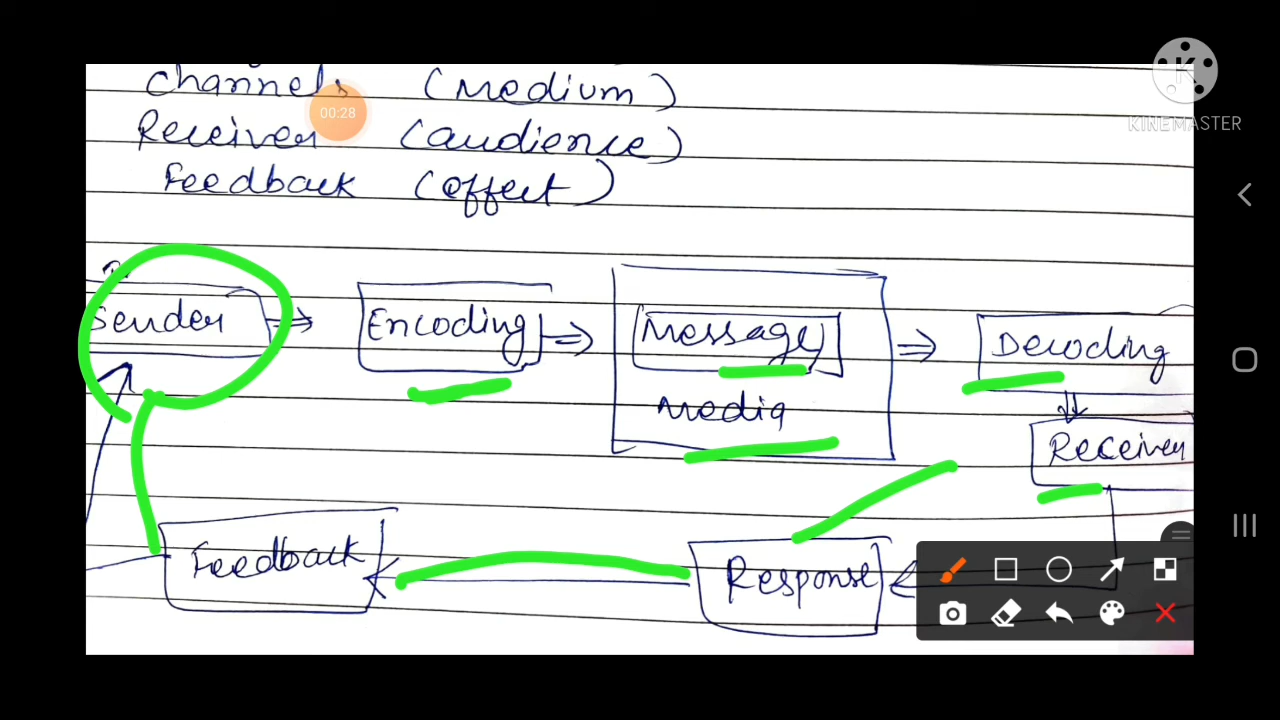 Channels (Medium)
00:28
KINEMASTER
Receiver (audience)
Feedback (effect)
Sender ⇒ Encoding ⇒ Message ⇒ Decoding
Media
Receiver
Feedback Response